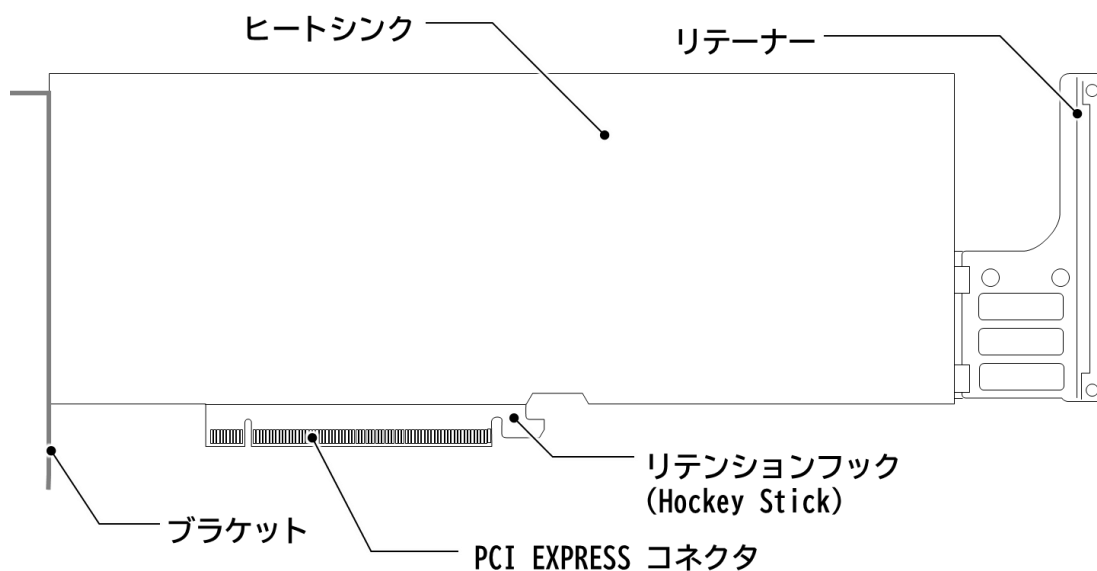 ヒートシンク
リテーナー
リテンションフック
(Hockey Stick)
ブラケット
PCI EXPRESS コネクタ